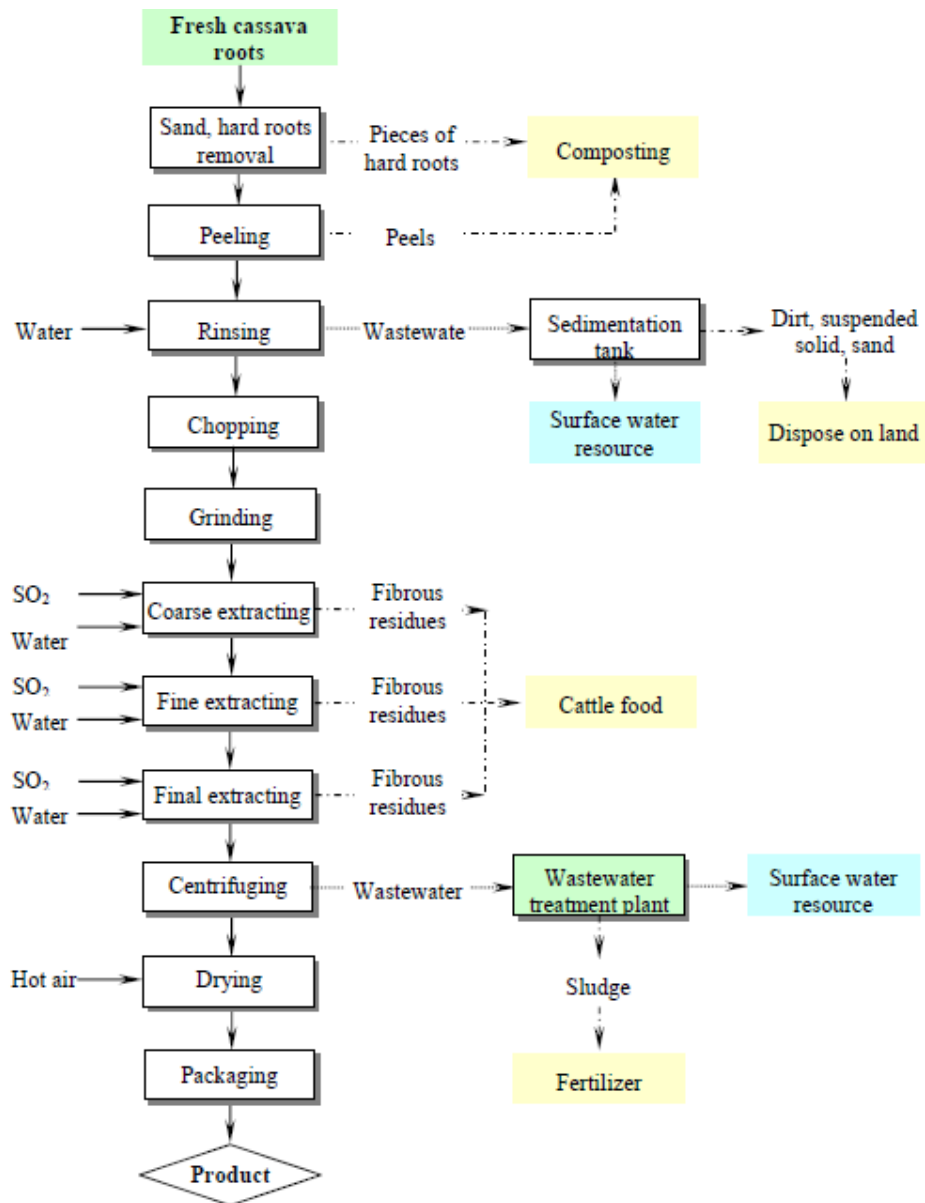 Fresh cassava
roots
Sand, hard roots
removal
Pieces of
hard roots
Composting
Peeling
Peels
Water
Rinsing
Wastewate
Sedimentation
tank
Dirt, suspended
solid, sand
Chopping
Surface water
resource
Dispose on land
Grinding
SO₂
Water
Coarse extracting
Fibrous
residues
SO₂
Water
Fine extracting
Fibrous
residues
Cattle food
SO₂
Water
Final extracting
Fibrous
residues
Centrifuging
Wastewater
Wastewater
treatment plant
Surface water
resource
Hot air
Drying
Sludge
Packaging
Fertilizer
Product